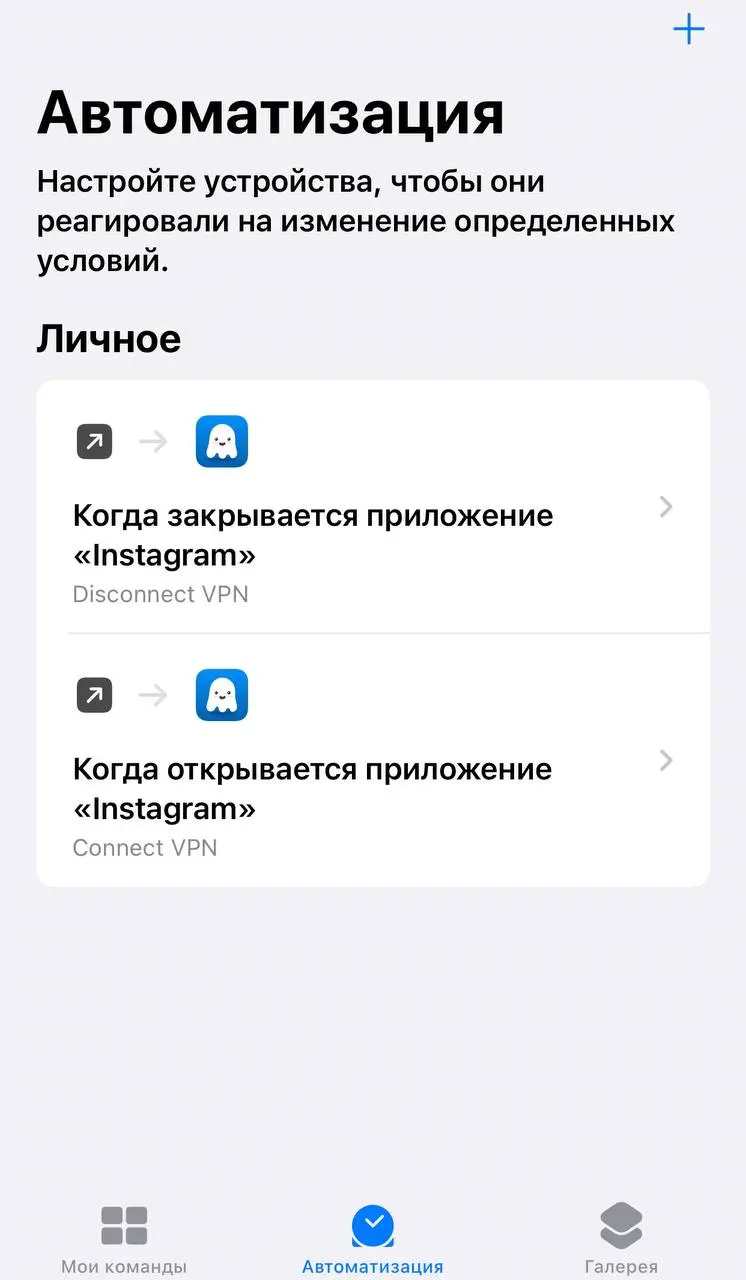 Автоматизация
Настройте устройства, чтобы они
реагировали на изменение определенных
условий.
Личное
Когда закрывается приложение
«Instagram»
Disconnect VPN
Когда открывается приложение
«Instagram»
Connect VPN
Мои команды
Автоматизация
Галерея